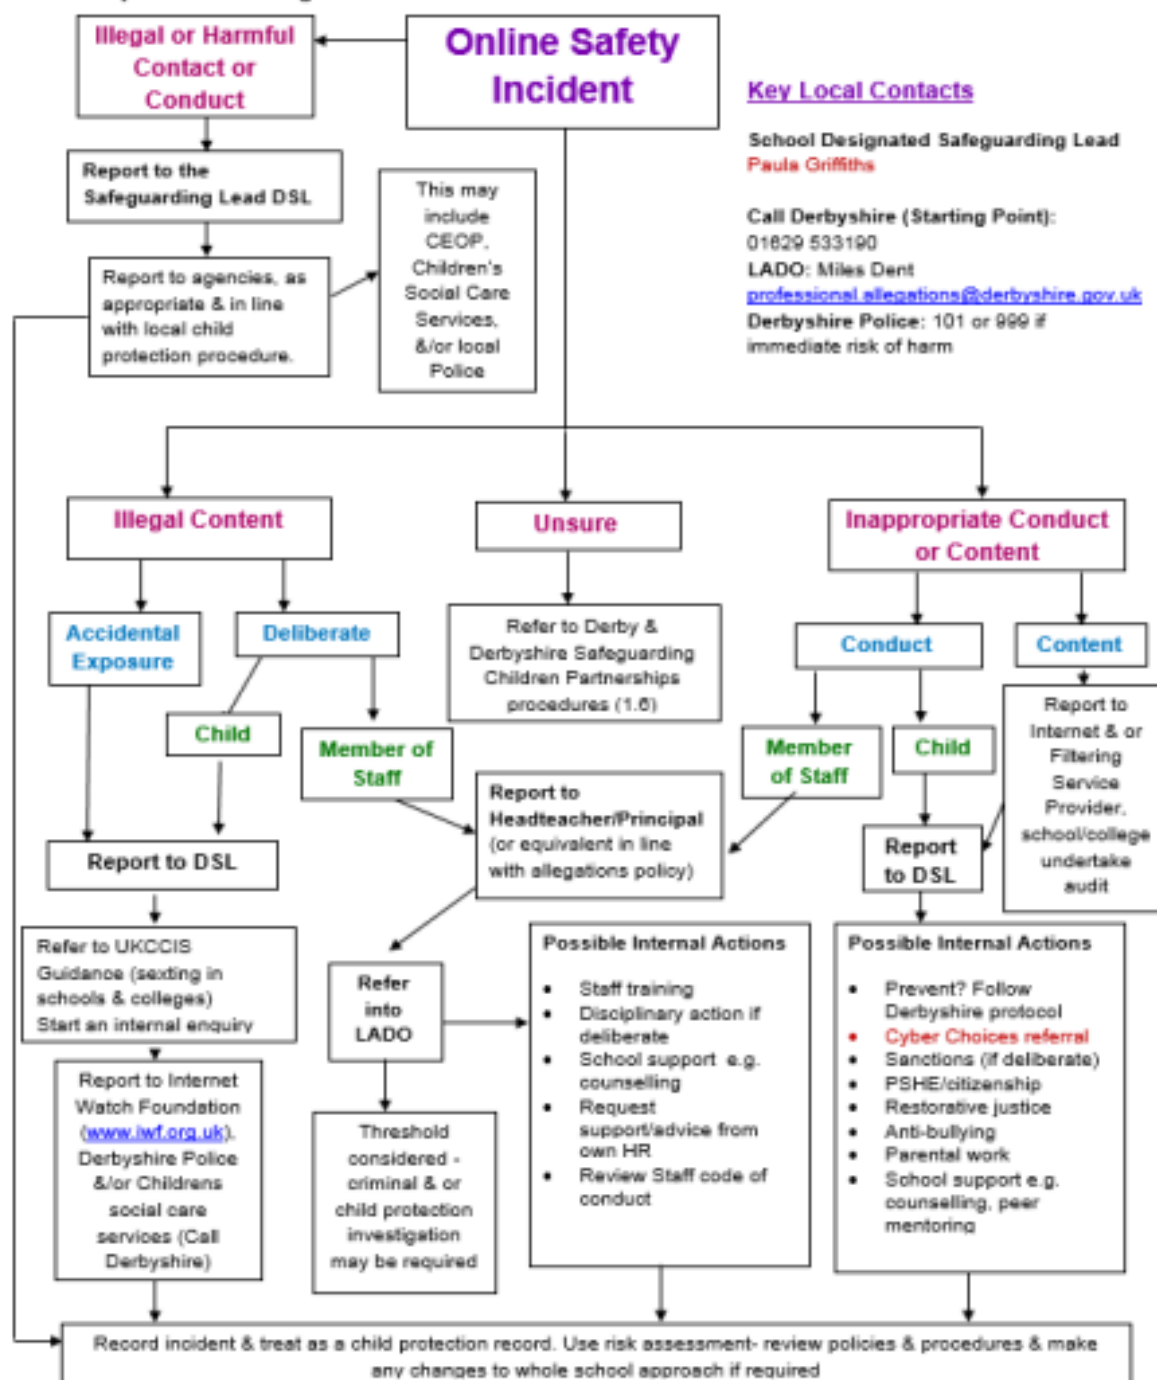 Illegal or Harmful
Contact or
Conduct
Online Safety
Incident
Key Local Contacts
School Designated Safeguarding Lead
Paula Griffiths
Call Derbyshire (Starting Point):
01629 533190
LADO: Miles Dent
professional.allegations@derbyshire.gov.uk
Derbyshire Police: 101 or 999 if
immediate risk of harm
Report to the
Safeguarding Lead DSL
This may
include
CEOP,
Children's
Social Care
Services,
&/or local
Police
Report to agencies, as
appropriate & in line
with local child
protection procedure.
Illegal Content
Unsure
Inappropriate Conduct
or Content
Accidental
Exposure
Deliberate
Refer to Derby &
Derbyshire Safeguarding
Children Partnerships
procedures (1.6)
Conduct
Content
Child
Member of
Staff
Member
of Staff
Child
Report to
Internet & or
Filtering
Service
Provider,
school/college
undertake
audit
Report to
Headteacher/Principal
(or equivalent in line
with allegations policy)
Report to DSL
Report
to DSL
Refer to UKCCIS
Guidance (sexting in
schools & colleges)
Start an internal enquiry
Refer
into
LADO
Possible Internal Actions
• Staff training
• Disciplinary action if
deliberate
• School support e.g.
counselling
• Request
support/advice from
own HR
• Review Staff code of
conduct
Possible Internal Actions
• Prevent? Follow
Derbyshire protocol
• Cyber Choices referral
• Sanctions (if deliberate)
• PSHE/citizenship
• Restorative justice
• Anti-bullying
• Parental work
• School support e.g.
counselling, peer
mentoring
Report to Internet
Watch Foundation
(www.iwf.org.uk),
Derbyshire Police
&/or Childrens
social care
services (Call
Derbyshire)
Threshold
considered -
criminal & or
child protection
investigation
may be required
Record incident & treat as a child protection record. Use risk assessment- review policies & procedures & make
any changes to whole school approach if required